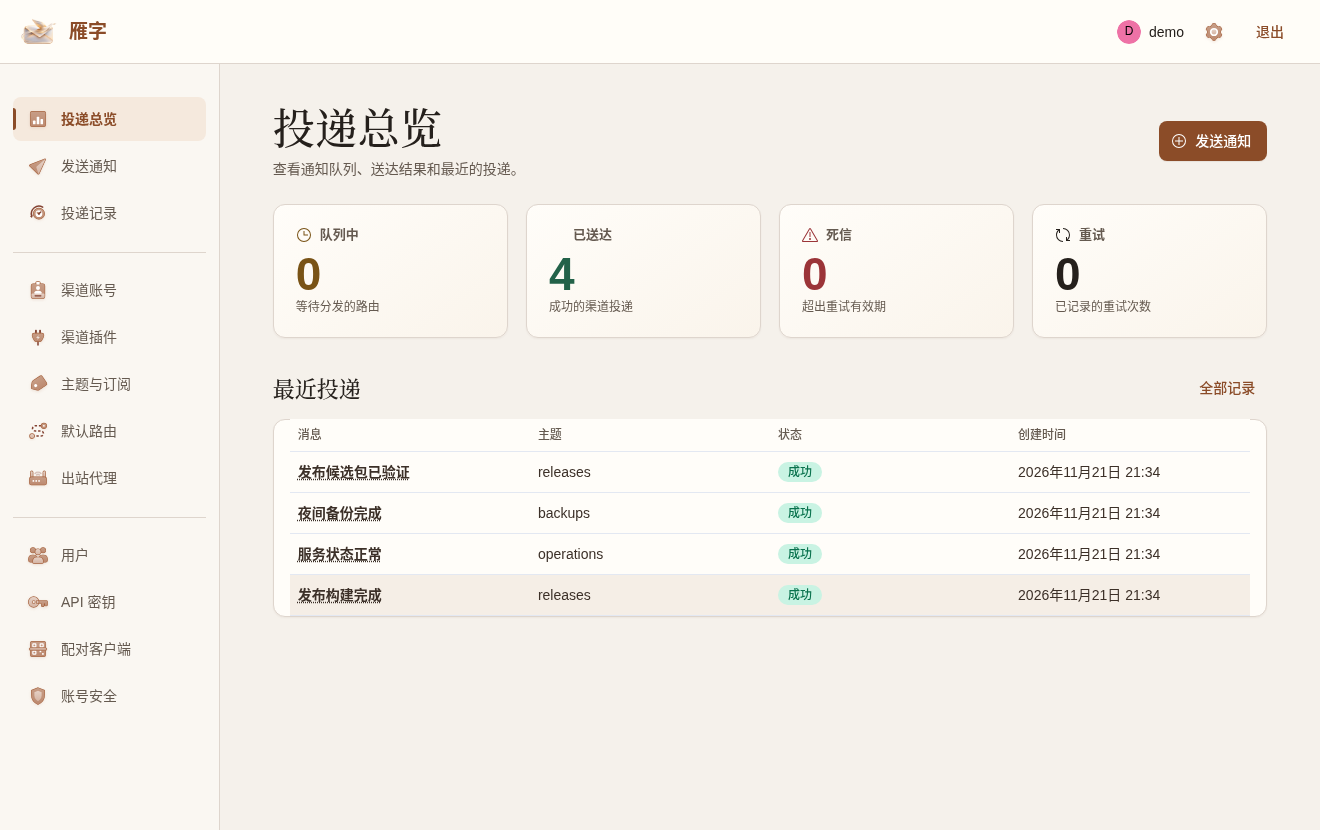 雁字
D demo 退出
投递总览
发送通知
投递记录
渠道账号
渠道插件
主题与订阅
默认路由
出站代理
用户
API 密钥
配对客户端
账号安全
投递总览
查看通知队列、送达结果和最近的投递。
发送通知
队列中
0
等待分发的路由
已送达
4
成功的渠道投递
死信
0
超出重试有效期
重试
0
已记录的重试次数
最近投递
全部记录
消息 主题 状态 创建时间
发布候选包已验证 releases 成功 2026年11月21日 21:34
夜间备份完成 backups 成功 2026年11月21日 21:34
服务状态正常 operations 成功 2026年11月21日 21:34
发布构建完成 releases 成功 2026年11月21日 21:34